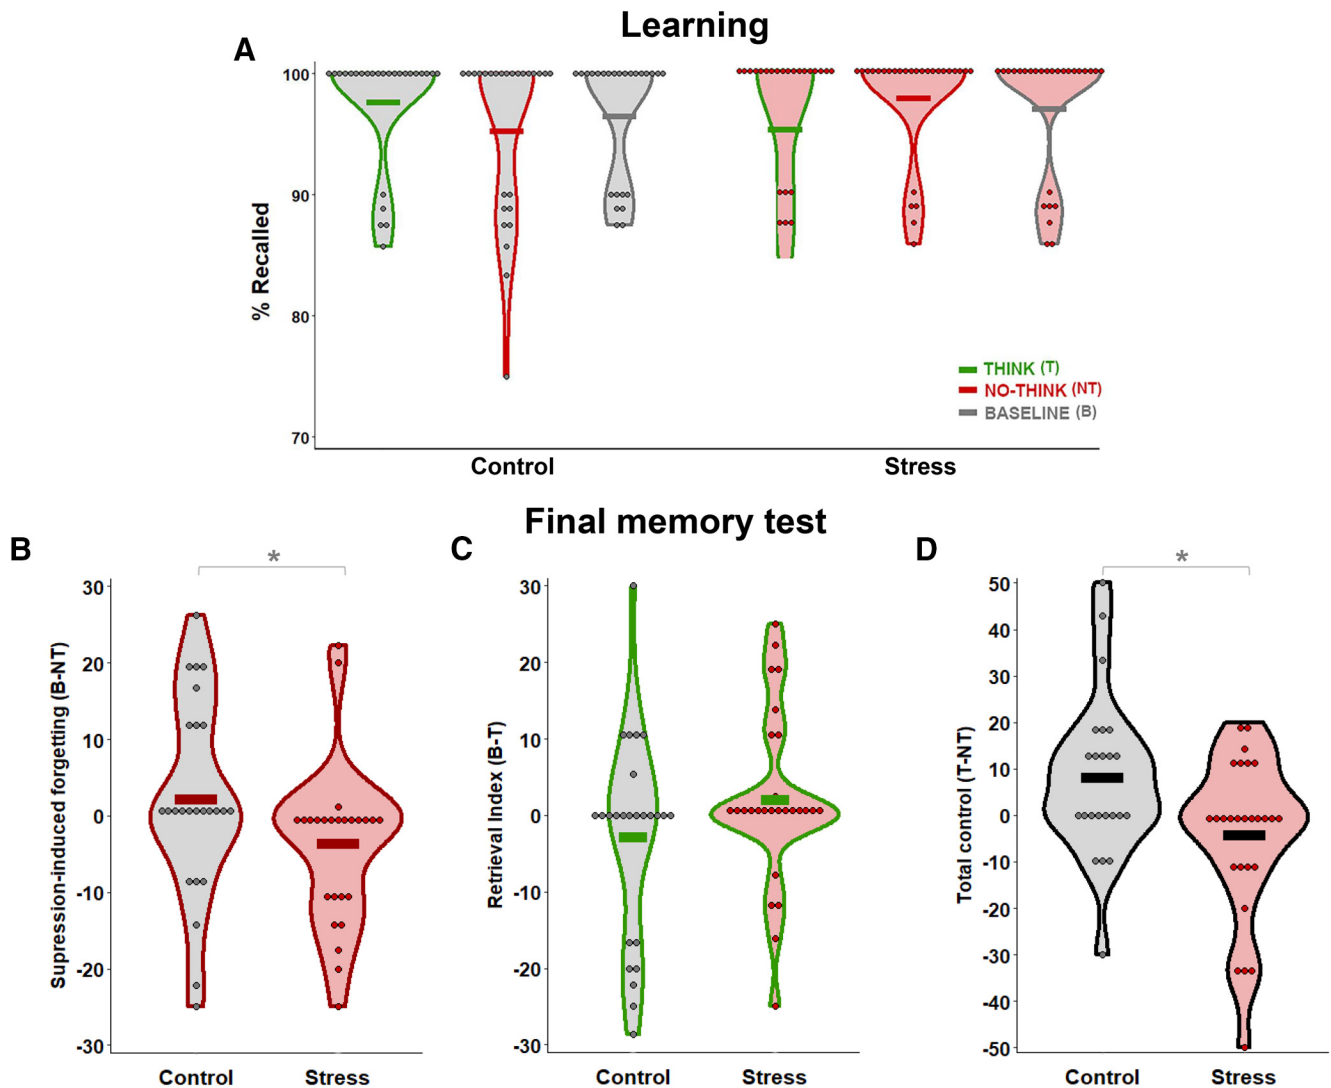 Learning
A
100
90
80
70
% Recalled
THINK (T)
NO-THINK (NT)
BASELINE (B)
Control
Stress
Final memory test
B
*
30
20
10
0
-10
-20
-30
Supression-induced forgetting (B-NT)
Control
Stress
C
30
20
10
0
-10
-20
-30
Retrieval Index (B-T)
Control
Stress
D
*
50
40
30
20
10
0
-10
-20
-30
-40
-50
Total control (T-NT)
Control
Stress